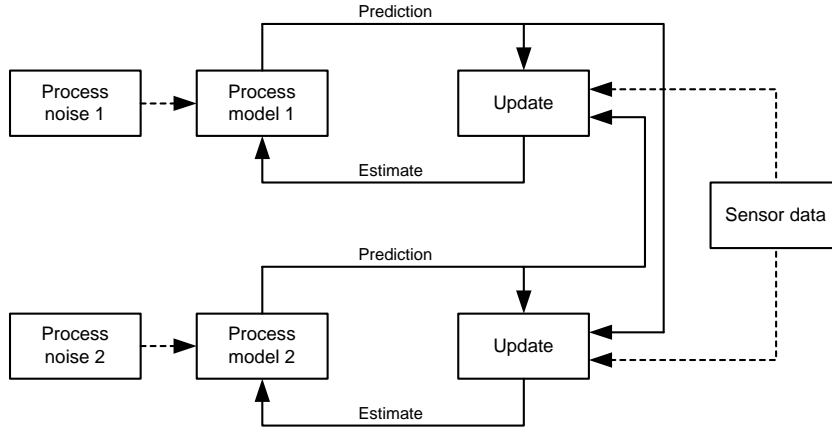 Prediction
Process
noise 1
Process
model 1
Update
Estimate
Sensor data
Prediction
Process
noise 2
Process
model 2
Update
Estimate